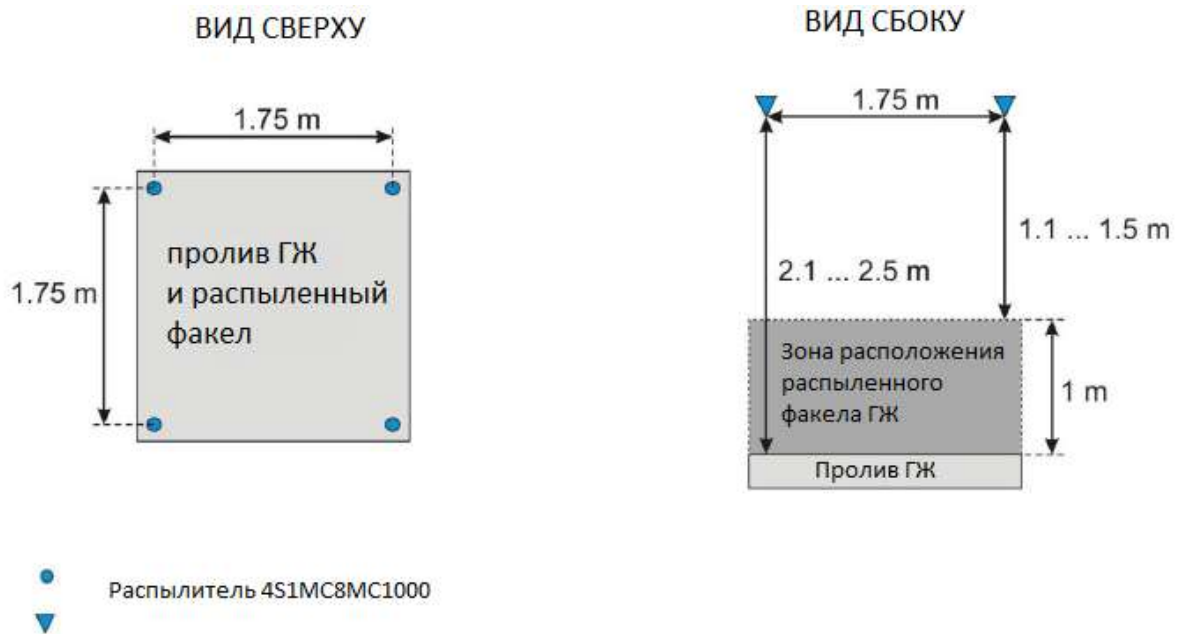 ВИД СВЕРХУ
1.75 m
1.75 m
пролив ГЖ
и распыленный
факел
ВИД СБОКУ
1.75 m
1.1 ... 1.5 m
2.1 ... 2.5 m
Зона расположения
распыленного
факела ГЖ
1 m
Пролив ГЖ
Распылитель 4S1MC8MC1000